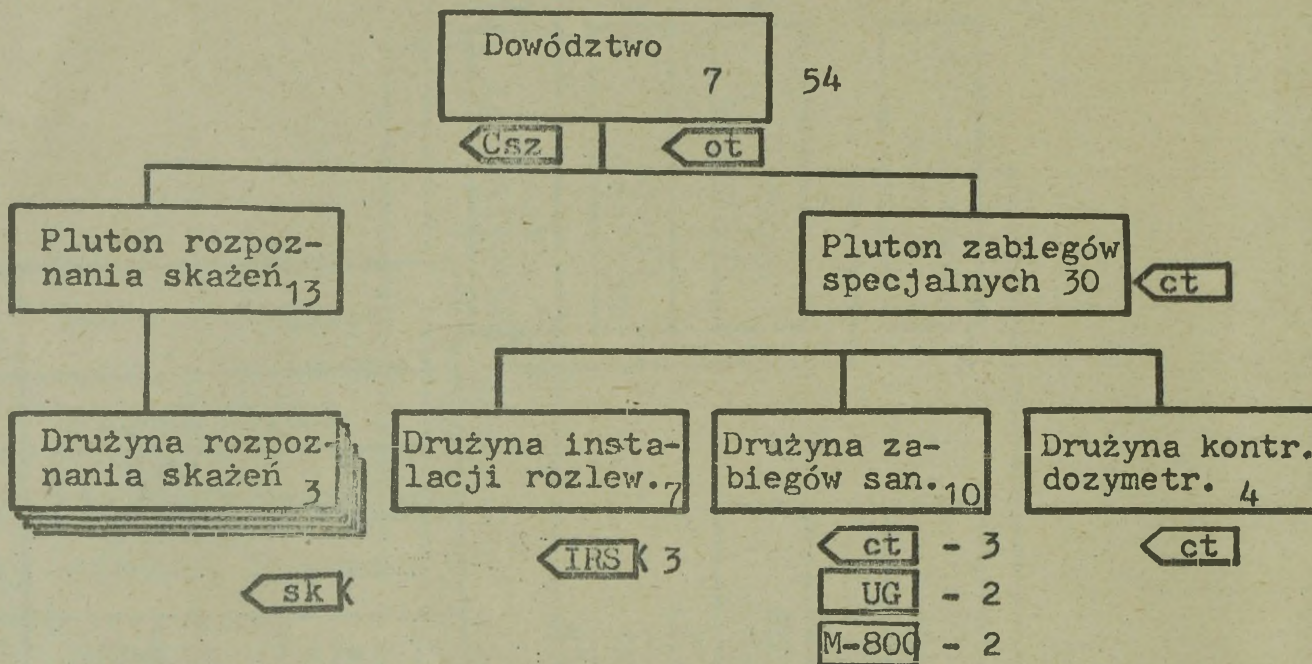 Dowództwo
7 54
Csz ot
Pluton rozpoz-
nania skażeń 13
Pluton zabiegów
specjalnych 30
ct
Drużyna rozpoz-
nania skażeń 3
sk
Drużyna insta-
lacji rozlew. 7
IRS 3
Drużyna za-
biegów san. 10
ct - 3
UG - 2
M-800 - 2
Drużyna kontr.
dozymetr. 4
ct